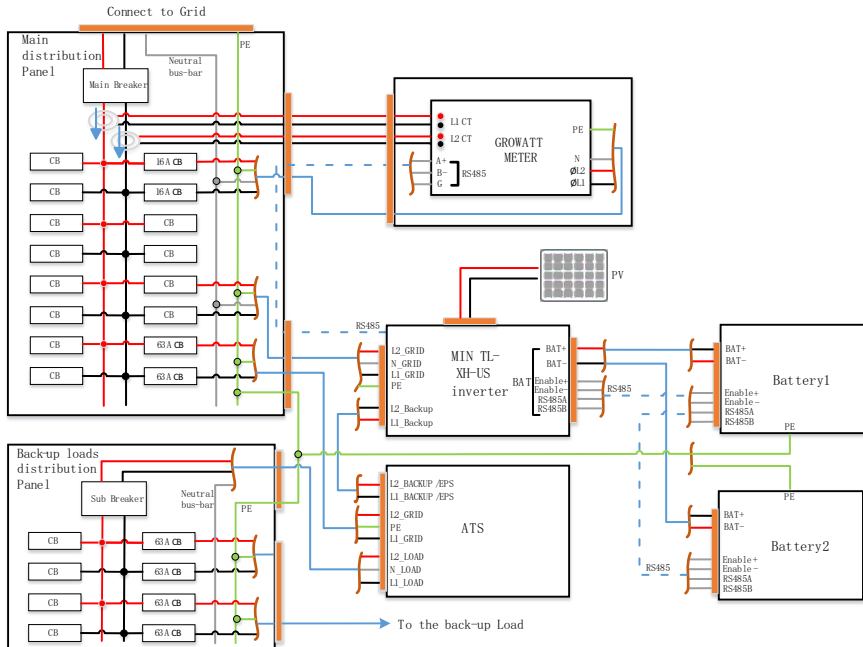 Connect to Grid
Main
distribution
Panel
PE
Neutral
bus-bar
Main Breaker
CB
16A CB
CB
16A CB
CB
CB
CB
CB
CB
CB
CB
CB
CB
63A CB
CB
63A CB
L1 CT
L2 CT
GROWATT
METER
A+
B-
G
RS485
PE
N
ØL2
ØL1
PV
RS485
L2_GRID
N_GRID
L1_GRID
PE
L2_Backup
L1_Backup
MIN TL-
XH-US
inverter
BAT
BAT+
BAT-
Enable+
Enable-
RS485A
RS485B
RS485
BAT+
BAT-
Enable+
Enable-
RS485A
RS485B
Battery1
PE
Back-up loads
distribution
Panel
Sub Breaker
Neutral
bus-bar
PE
CB
63A CB
CB
63A CB
CB
63A CB
CB
63A CB
L2_BACKUP/EPS
L1_BACKUP/EPS
L2_GRID
PE
L1_GRID
L2_LOAD
N_LOAD
L1_LOAD
ATS
PE
BAT+
BAT-
Enable+
Enable-
RS485A
RS485B
RS485
Battery2
To the back-up Load